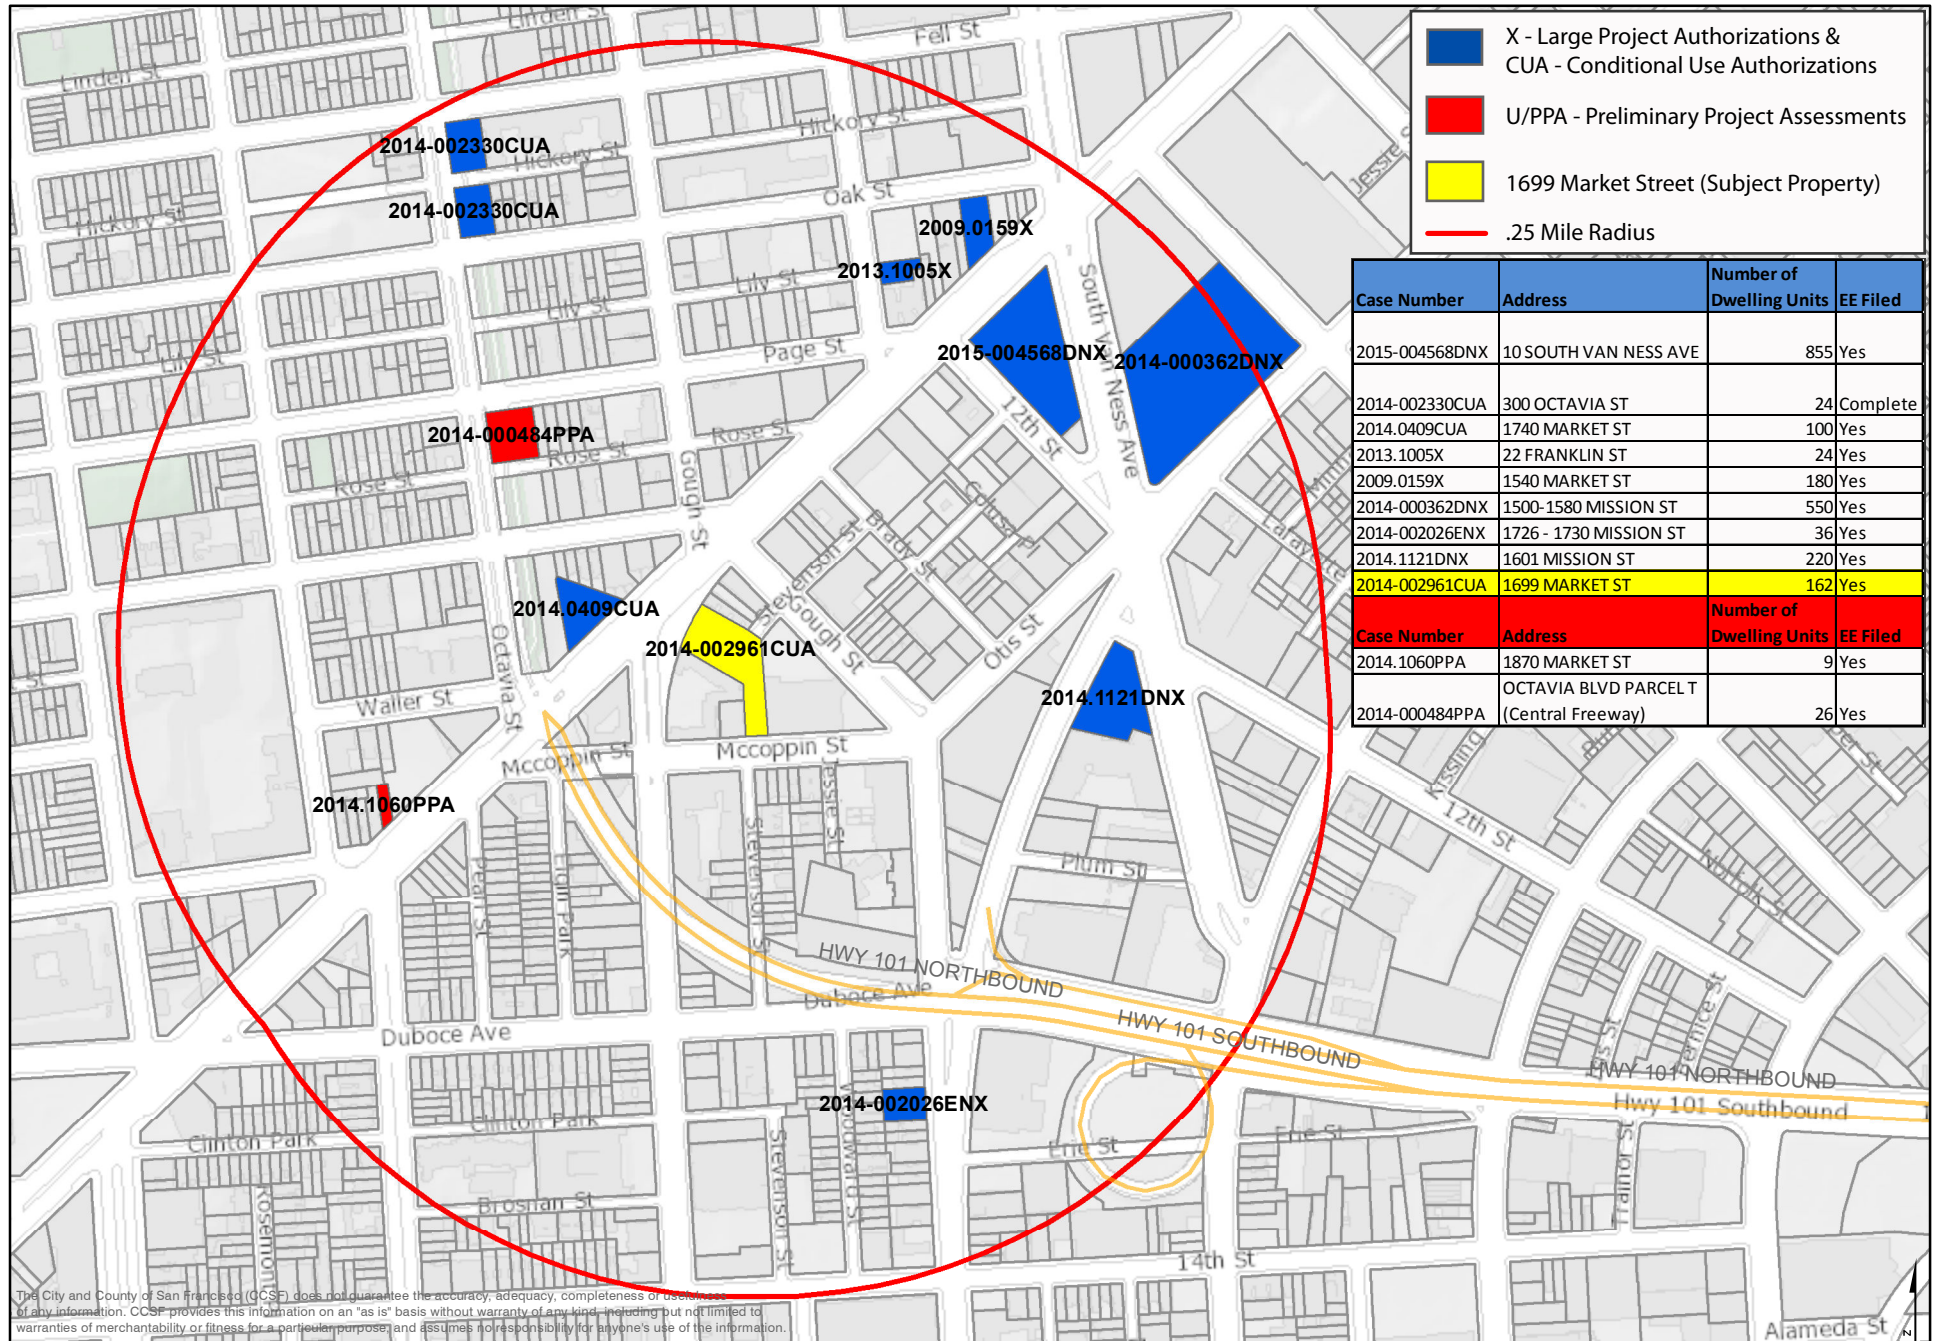 X - Large Project Authorizations &
CUA - Conditional Use Authorizations
U/PPA - Preliminary Project Assessments
1699 Market Street (Subject Property)
.25 Mile Radius
Case Number Address Number of Dwelling Units EE Filed
2015-004568DNX 10 SOUTH VAN NESS AVE 855 Yes
2014-002330CUA 300 OCTAVIA ST 24 Complete
2014.0409CUA 1740 MARKET ST 100 Yes
2013.1005X 22 FRANKLIN ST 24 Yes
2009.0159X 1540 MARKET ST 180 Yes
2014-000362DNX 1500-1580 MISSION ST 550 Yes
2014-002026ENX 1726 - 1730 MISSION ST 36 Yes
2014.1121DNX 1601 MISSION ST 220 Yes
2014-002961CUA 1699 MARKET ST 162 Yes
Case Number Address Number of Dwelling Units EE Filed
2014.1060PPA 1870 MARKET ST 9 Yes
2014-000484PPA OCTAVIA BLVD PARCEL T (Central Freeway) 26 Yes
Linden St
Fell St
Linden St
Hickory St
2014-002330CUA
Hickory St
Jessie S
Oak St
2014-002330CUA
Hickory St
2009.0159X
2013.1005X
Lily St
South Van Ness Ave
Lily St
Page St
Lily St
2015-004568DNX
2014-000362DNX
12th St
2014-000484PPA
Rose St
Rose St
Rose St
Gough St
Minn
Colusa Pl
Brady St
Stevenson St
Lafayette
2014.0409CUA
Gough St
2014-002961CUA
Otis St
Octavia St
2014.1121DNX
Waller St
Mccoppin St
Mccoppin St
Jessie St
Stevenson St
2014.1060PPA
12th St
Plum St
Pearl St
Elgin Park
Norfolk St
HWY 101 NORTHBOUND
Duboce Ave
Duboce Ave
HWY 101 SOUTHBOUND
HWY 101 NORTHBOUND
Hwy 101 Southbound
2014-002026ENX
Clinton Park
Clinton Park
Erie St
Erie St
Stevenson St
Woodward St
Brosnan St
Rosemon
Trainor St
14th St
Alameda St
The City and County of San Francisco (CCSF) does not guarantee the accuracy, adequacy, completeness or usefulness
of any information. CCSF provides this information on an "as is" basis without warranty of any kind, including but not limited to
warranties of merchantability or fitness for a particular purpose, and assumes no responsibility for anyone's use of the information.